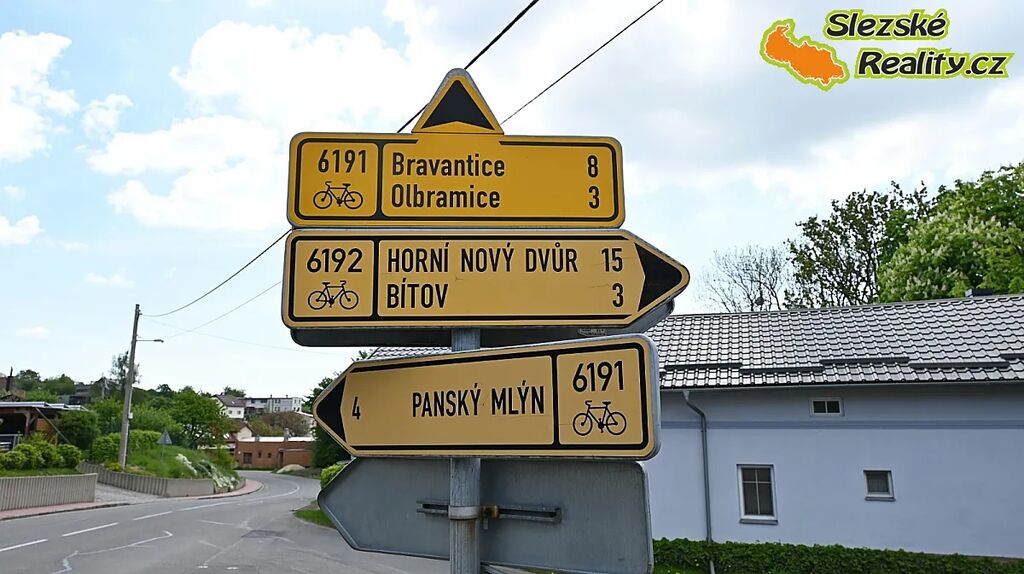 Slezské
Reality.cz
6191 Bravantice 8
Olbramice 3
6192 HORNÍ NOVÝ DVŮR 15
BÍTOV 3
4 PANSKÝ MLÝN 6191